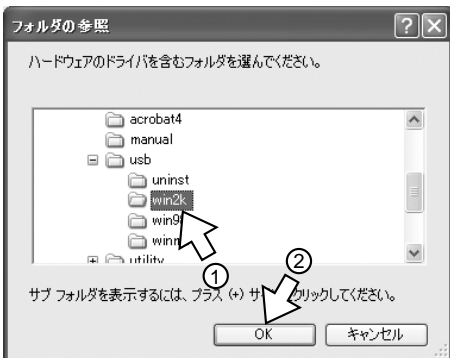 フォルダの参照
ハードウェアのドライバを含むフォルダを選んでください。
acrobat4
manual
usb
uninst
win2k
①
②
サブ フォルダを表示するには、プラス (+) サ クリックしてください。
OK
キャンセル